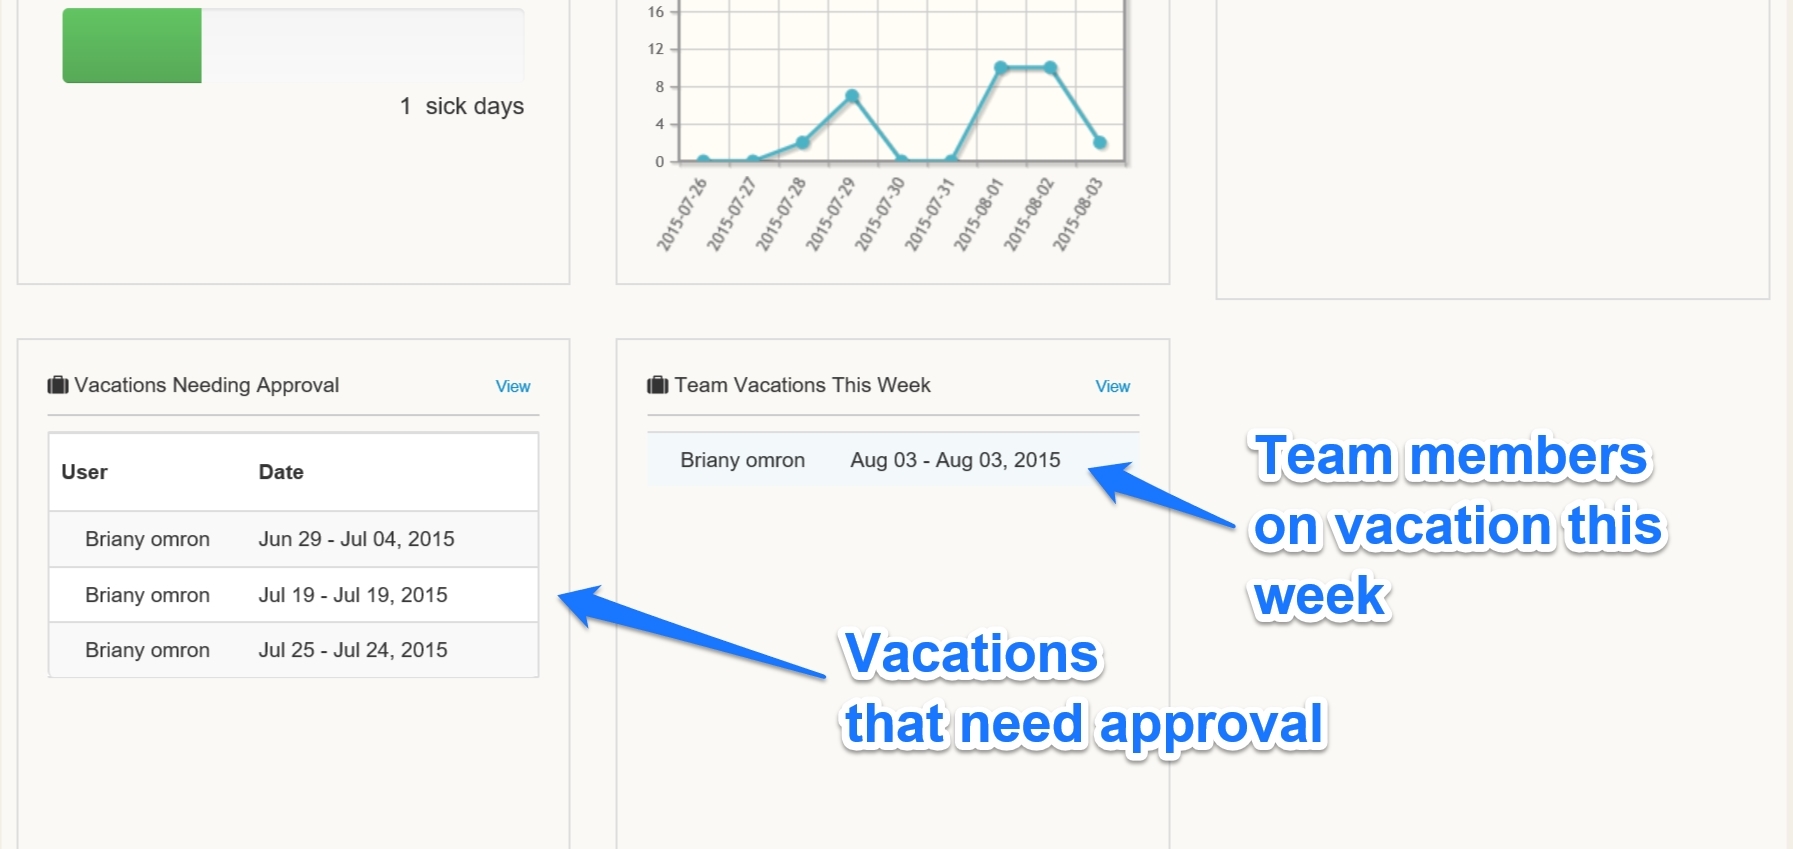 1 sick days
16
12
8
4
0
2015-07-26
2015-07-27
2015-07-28
2015-07-29
2015-07-30
2015-07-31
2015-08-01
2015-08-02
2015-08-03
Vacations Needing Approval View
User Date
Briany omron Jun 29 - Jul 04, 2015
Briany omron Jul 19 - Jul 19, 2015
Briany omron Jul 25 - Jul 24, 2015
Team Vacations This Week View
Briany omron Aug 03 - Aug 03, 2015
Team members
on vacation this
week
Vacations
that need approval